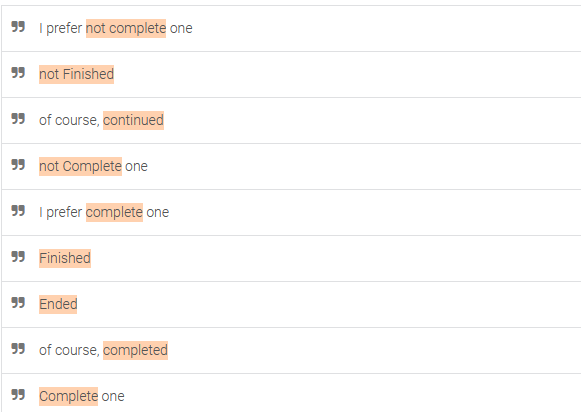 I prefer not complete one
not Finished
of course, continued
not Complete one
I prefer complete one
Finished
Ended
of course, completed
Complete one